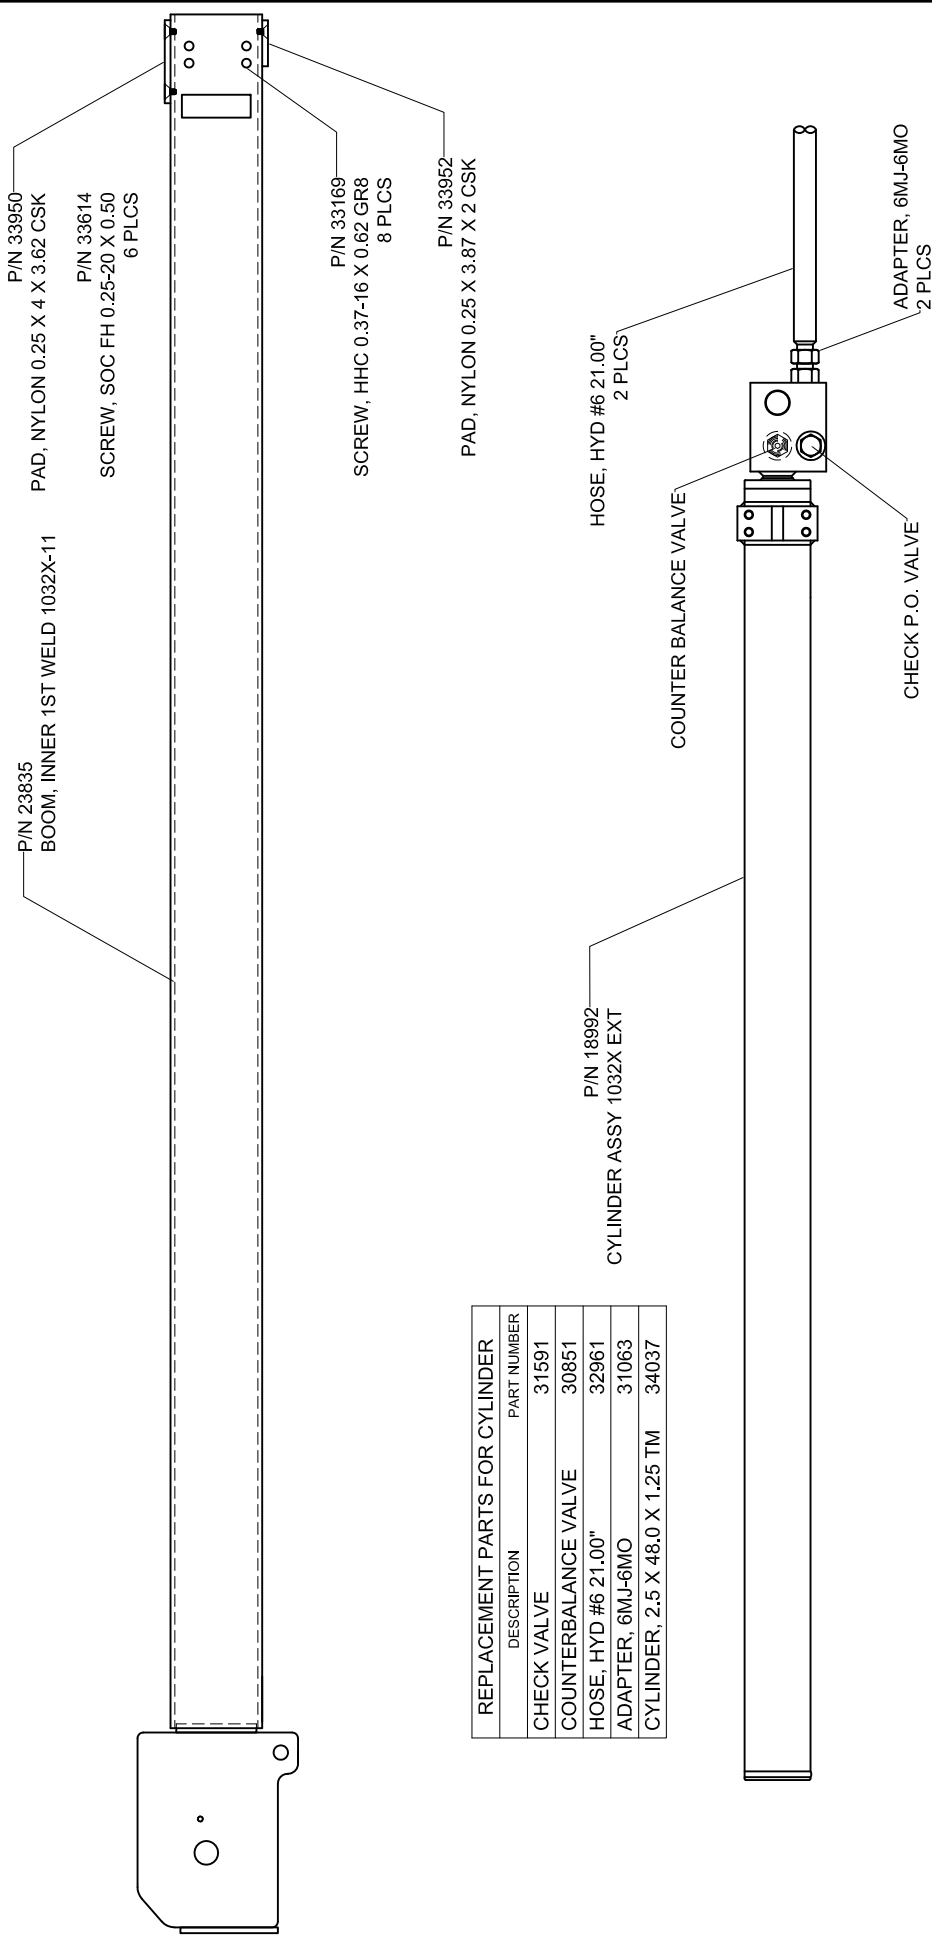 P/N 23835
BOOM, INNER 1ST WELD 1032X-11
P/N 33950
PAD, NYLON 0.25 X 4 X 3.62 CSK
P/N 33614
SCREW, SOC FH 0.25-20 X 0.50
6 PLCS
P/N 33169
SCREW, HHC 0.37-16 X 0.62 GR8
8 PLCS
P/N 33952
PAD, NYLON 0.25 X 3.87 X 2 CSK
REPLACEMENT PARTS FOR CYLINDER
DESCRIPTION PART NUMBER
CHECK VALVE 31591
COUNTERBALANCE VALVE 30851
HOSE, HYD #6 21.00" 32961
ADAPTER, 6MJ-6MO 31063
CYLINDER, 2.5 X 48.0 X 1.25 TM 34037
P/N 18992
CYLINDER ASSY 1032X EXT
HOSE, HYD #6 21.00"
2 PLCS
COUNTER BALANCE VALVE
CHECK P.O. VALVE
ADAPTER, 6MJ-6MO
2 PLCS